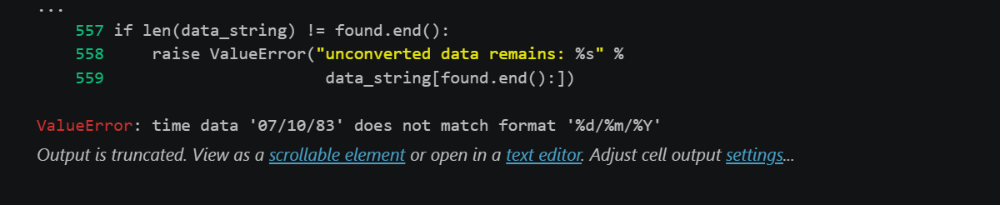 ...
557 if len(data_string) != found.end():
558     raise ValueError("unconverted data remains: %s" %
559                      data_string[found.end():])
ValueError: time data '07/10/83' does not match format '%d/%m/%Y'
Output is truncated. View as a scrollable element or open in a text editor. Adjust cell output settings...